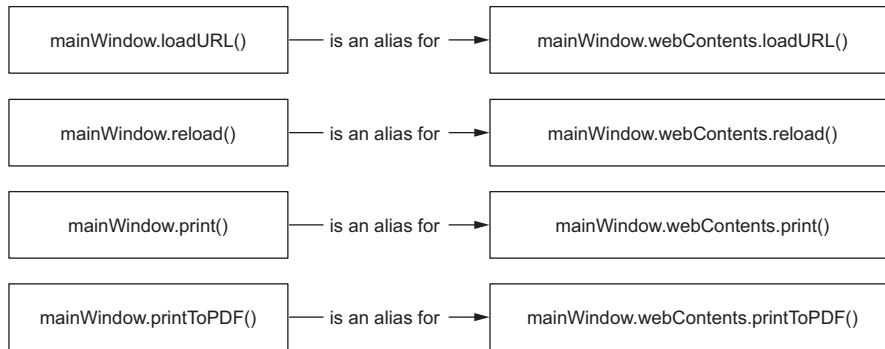 mainWindow.loadURL() is an alias for mainWindow.webContents.loadURL()
mainWindow.reload() is an alias for mainWindow.webContents.reload()
mainWindow.print() is an alias for mainWindow.webContents.print()
mainWindow.printToPDF() is an alias for mainWindow.webContents.printToPDF()